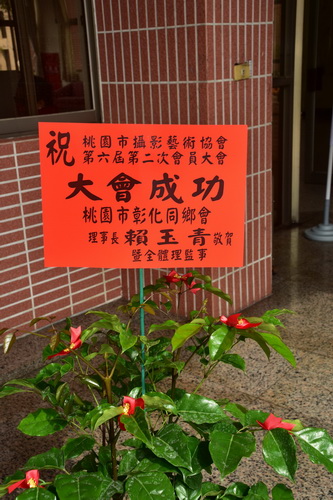 祝
桃園市攝影藝術協會
第六屆第二次會員大會
大會成功
桃園市彰化同鄉會
理事長 賴玉青 敬賀
暨全體理監事